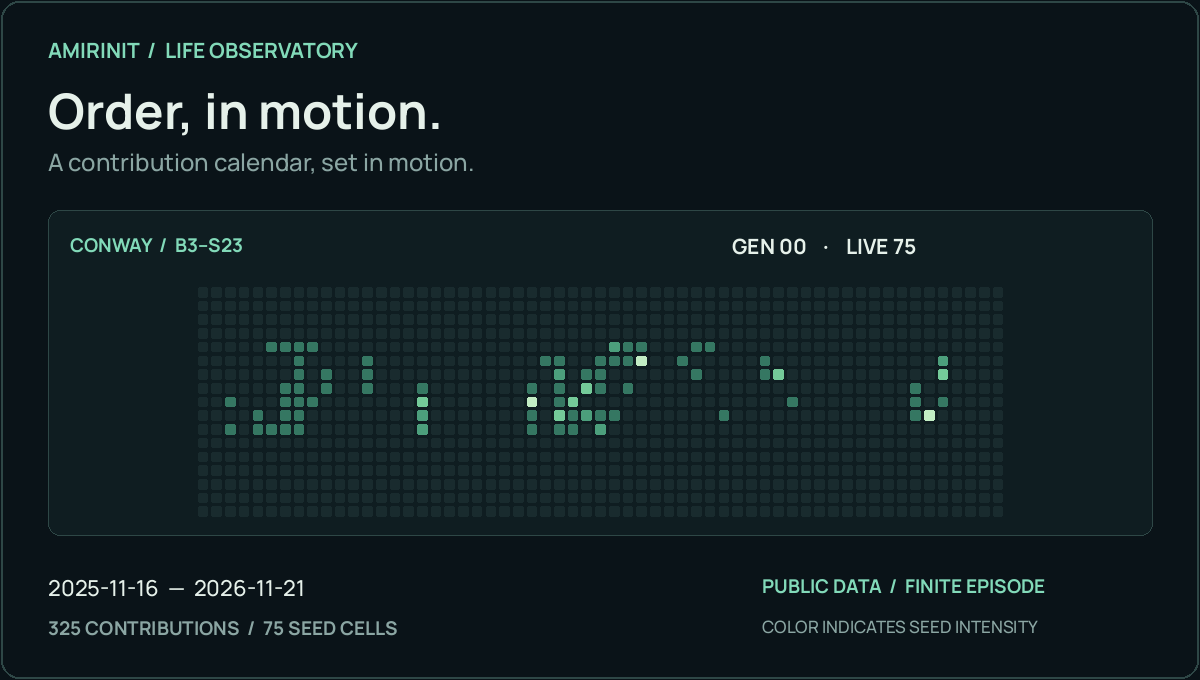 AMIRINIT / LIFE OBSERVATORY
Order, in motion.
A contribution calendar, set in motion.
CONWAY / B3–S23
GEN 00 · LIVE 75
2025-11-16 — 2026-11-21
325 CONTRIBUTIONS / 75 SEED CELLS
PUBLIC DATA / FINITE EPISODE
COLOR INDICATES SEED INTENSITY